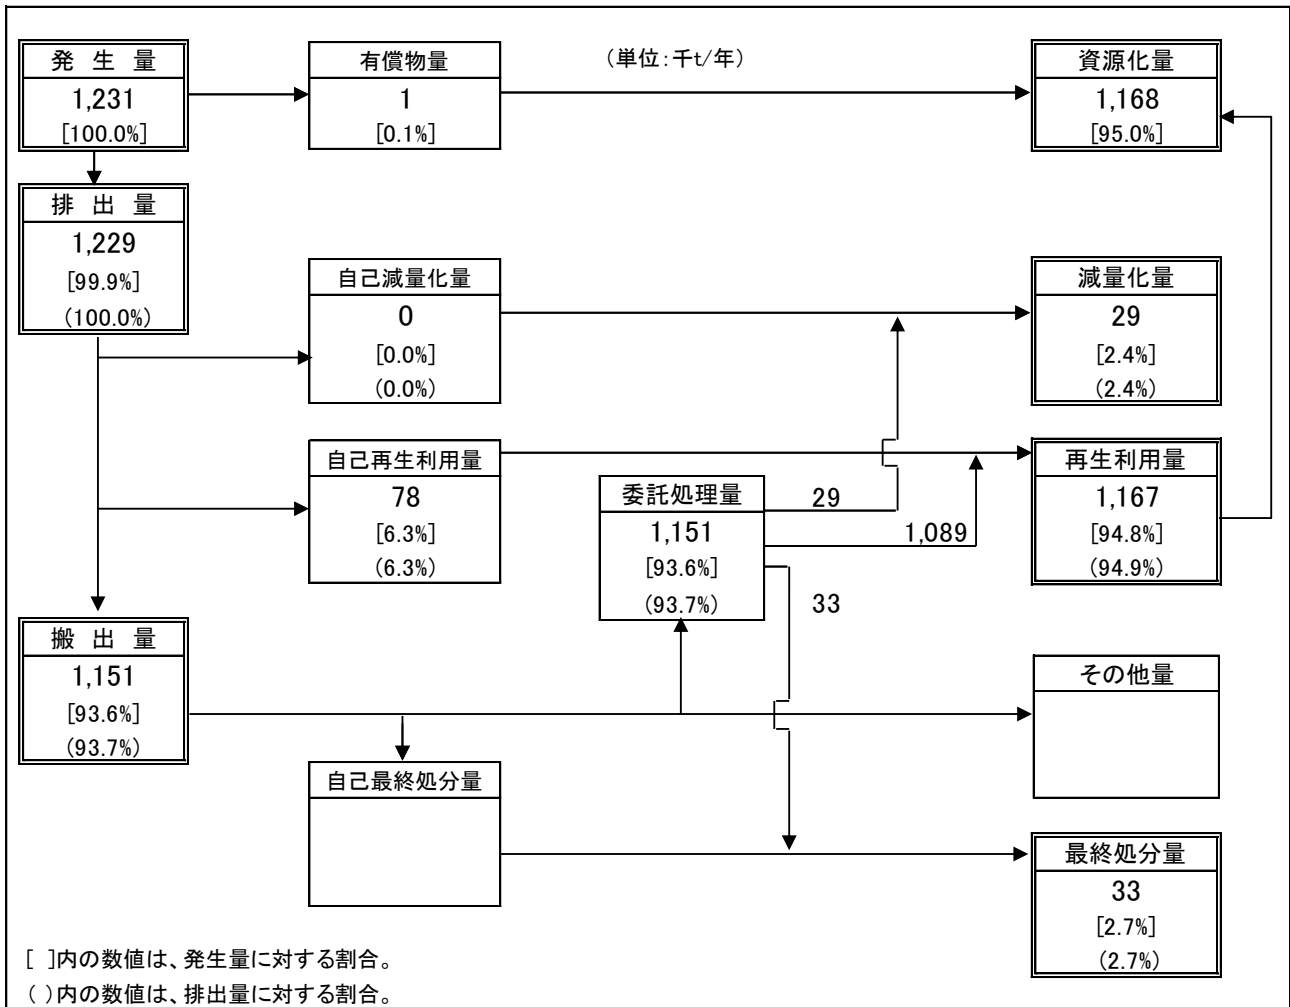 発 生 量
1,231
[100.0%]
有償物量
1
[0.1%]
（単位：千t/年）
資源化量
1,168
[95.0%]
排 出 量
1,229
[99.9%]
(100.0%)
自己減量化量
0
[0.0%]
(0.0%)
減量化量
29
[2.4%]
(2.4%)
自己再生利用量
78
[6.3%]
(6.3%)
委託処理量
1,151
[93.6%]
(93.7%)
29
1,089
33
再生利用量
1,167
[94.8%]
(94.9%)
搬 出 量
1,151
[93.6%]
(93.7%)
その他量
自己最終処分量
最終処分量
33
[2.7%]
(2.7%)
[ ]内の数値は、発生量に対する割合。
( )内の数値は、排出量に対する割合。